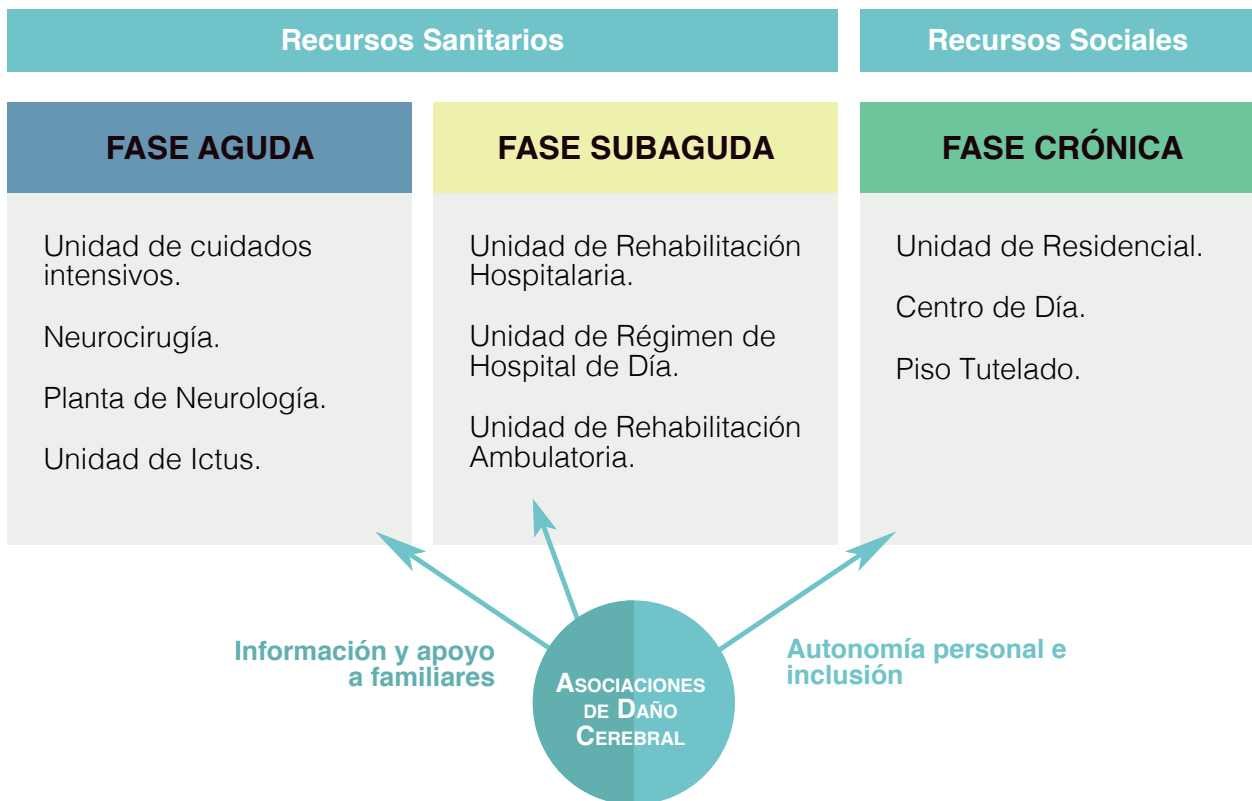 Recursos Sanitarios
Recursos Sociales
FASE AGUDA
Unidad de cuidados
intensivos.
Neurocirugía.
Planta de Neurología.
Unidad de Ictus.
FASE SUBAGUDA
Unidad de Rehabilitación
Hospitalaria.
Unidad de Régimen de
Hospital de Día.
Unidad de Rehabilitación
Ambulatoria.
FASE CRÓNICA
Unidad de Residencial.
Centro de Día.
Piso Tutelado.
Información y apoyo
a familiares
Asociaciones
de Daño
Cerebral
Autonomía personal e
inclusión